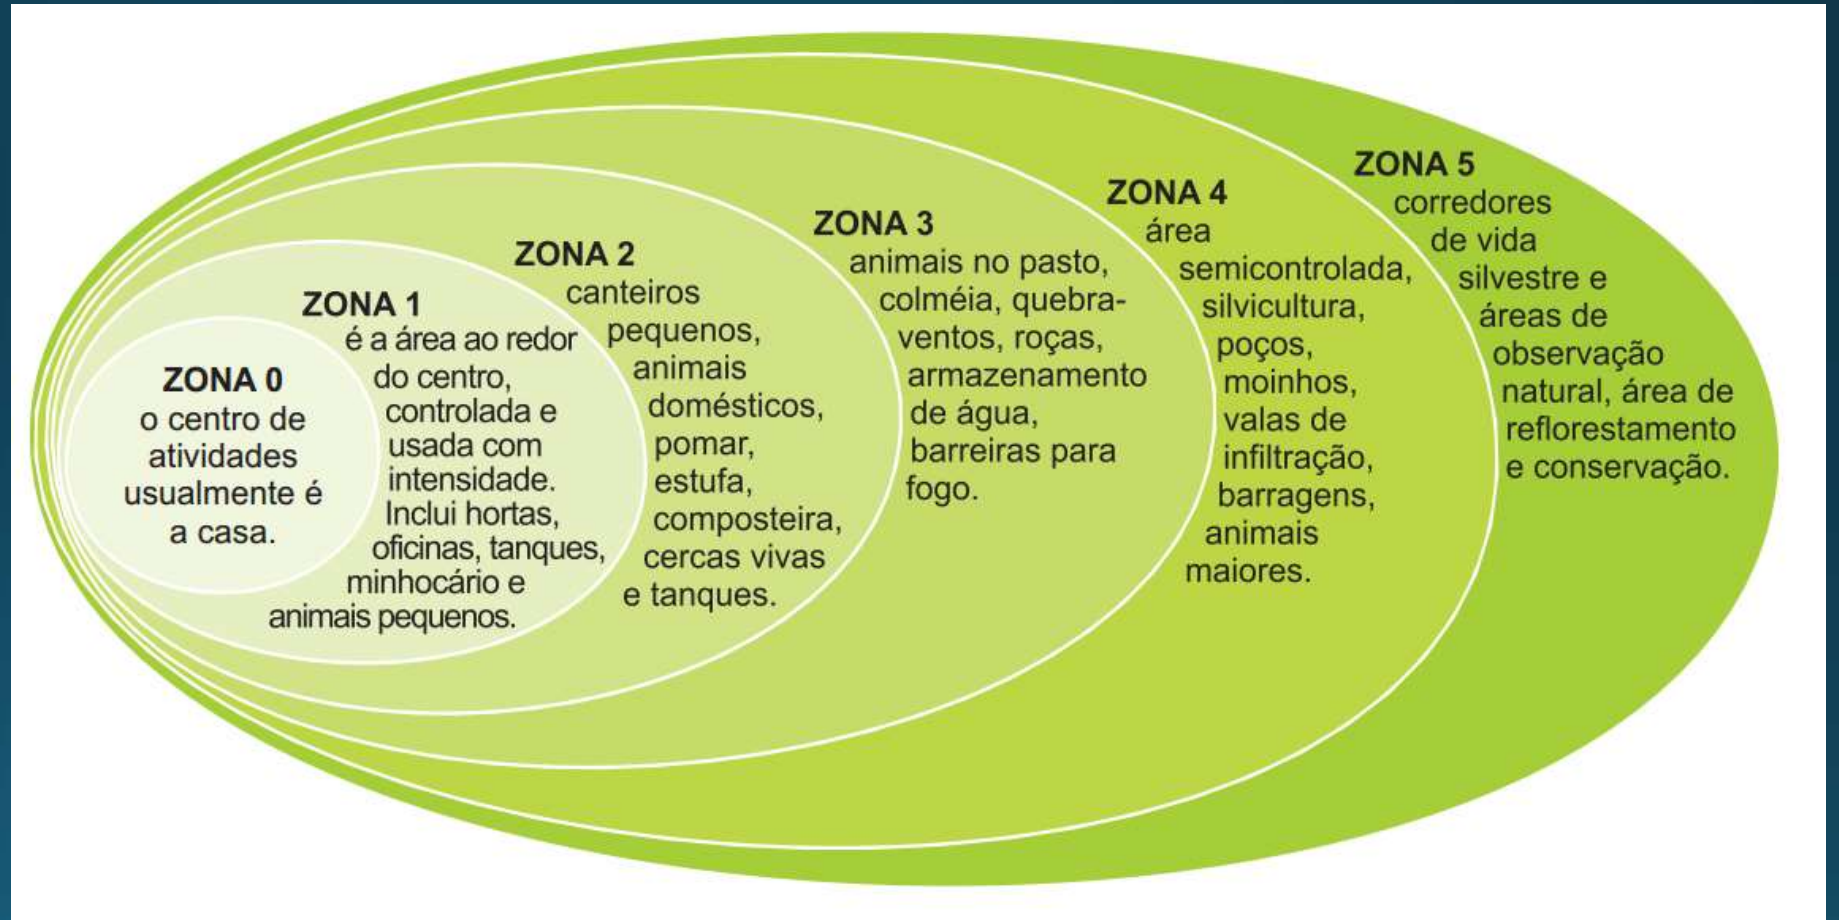 ZONA 0
o centro de
atividades
usualmente é
a casa.
ZONA 1
é a área ao redor
do centro,
controlada e
usada com
intensidade.
Inclui hortas,
oficinas, tanques,
minhocário e
animais pequenos.
ZONA 2
canteiros
pequenos,
animais
domésticos,
pomar,
estufa,
composteira,
cercas vivas
e tanques.
ZONA 3
animais no pasto,
colméia, quebra-
ventos, roças,
armazenamento
de água,
barreiras para
fogo.
ZONA 4
área
semicontrolada,
silvicultura,
poços,
moinhos,
valas de
infiltração,
barragens,
animais
maiores.
ZONA 5
corredores
de vida
silvestre e
áreas de
observação
natural, área de
reflorestamento
e conservação.